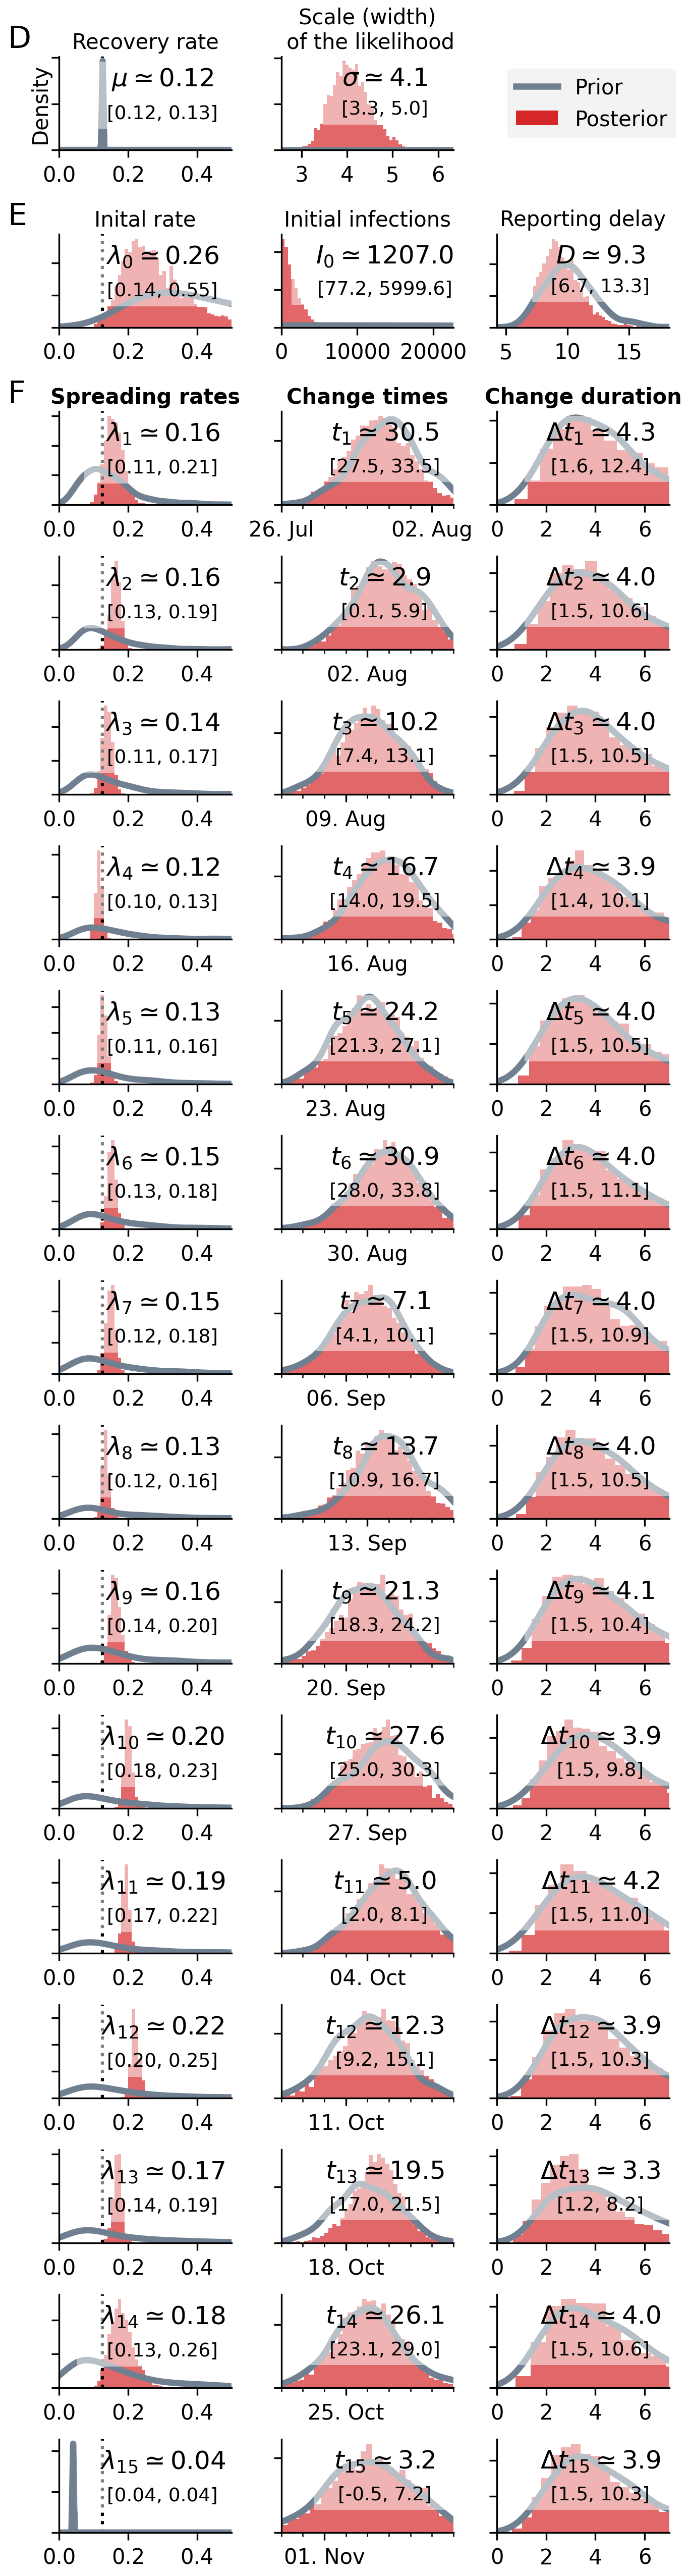 D
Recovery rate
Scale (width)
of the likelihood
Density
μ ≃ 0.12
[0.12, 0.13]
0.0 0.2 0.4
σ ≃ 4.1
[3.3, 5.0]
3 4 5 6
Prior
Posterior
E
Inital rate
Initial infections
Reporting delay
λ0 ≃ 0.26
[0.14, 0.55]
0.0 0.2 0.4
I0 ≃ 1207.0
[77.2, 5999.6]
0 10000 20000
D ≃ 9.3
[6.7, 13.3]
5 10 15
F
Spreading rates
Change times
Change duration
λ1 ≃ 0.16
[0.11, 0.21]
0.0 0.2 0.4
t1 ≃ 30.5
[27.5, 33.5]
26. Jul 02. Aug
Δt1 ≃ 4.3
[1.6, 12.4]
0 2 4 6
λ2 ≃ 0.16
[0.13, 0.19]
0.0 0.2 0.4
t2 ≃ 2.9
[0.1, 5.9]
02. Aug
Δt2 ≃ 4.0
[1.5, 10.6]
0 2 4 6
λ3 ≃ 0.14
[0.11, 0.17]
0.0 0.2 0.4
t3 ≃ 10.2
[7.4, 13.1]
09. Aug
Δt3 ≃ 4.0
[1.5, 10.5]
0 2 4 6
λ4 ≃ 0.12
[0.10, 0.13]
0.0 0.2 0.4
t4 ≃ 16.7
[14.0, 19.5]
16. Aug
Δt4 ≃ 3.9
[1.4, 10.1]
0 2 4 6
λ5 ≃ 0.13
[0.11, 0.16]
0.0 0.2 0.4
t5 ≃ 24.2
[21.3, 27.1]
23. Aug
Δt5 ≃ 4.0
[1.5, 10.5]
0 2 4 6
λ6 ≃ 0.15
[0.13, 0.18]
0.0 0.2 0.4
t6 ≃ 30.9
[28.0, 33.8]
30. Aug
Δt6 ≃ 4.0
[1.5, 11.1]
0 2 4 6
λ7 ≃ 0.15
[0.12, 0.18]
0.0 0.2 0.4
t7 ≃ 7.1
[4.1, 10.1]
06. Sep
Δt7 ≃ 4.0
[1.5, 10.9]
0 2 4 6
λ8 ≃ 0.13
[0.12, 0.16]
0.0 0.2 0.4
t8 ≃ 13.7
[10.9, 16.7]
13. Sep
Δt8 ≃ 4.0
[1.5, 10.5]
0 2 4 6
λ9 ≃ 0.16
[0.14, 0.20]
0.0 0.2 0.4
t9 ≃ 21.3
[18.3, 24.2]
20. Sep
Δt9 ≃ 4.1
[1.5, 10.4]
0 2 4 6
λ10 ≃ 0.20
[0.18, 0.23]
0.0 0.2 0.4
t10 ≃ 27.6
[25.0, 30.3]
27. Sep
Δt10 ≃ 3.9
[1.5, 9.8]
0 2 4 6
λ11 ≃ 0.19
[0.17, 0.22]
0.0 0.2 0.4
t11 ≃ 5.0
[2.0, 8.1]
04. Oct
Δt11 ≃ 4.2
[1.5, 11.0]
0 2 4 6
λ12 ≃ 0.22
[0.20, 0.25]
0.0 0.2 0.4
t12 ≃ 12.3
[9.2, 15.1]
11. Oct
Δt12 ≃ 3.9
[1.5, 10.3]
0 2 4 6
λ13 ≃ 0.17
[0.14, 0.19]
0.0 0.2 0.4
t13 ≃ 19.5
[17.0, 21.5]
18. Oct
Δt13 ≃ 3.3
[1.2, 8.2]
0 2 4 6
λ14 ≃ 0.18
[0.13, 0.26]
0.0 0.2 0.4
t14 ≃ 26.1
[23.1, 29.0]
25. Oct
Δt14 ≃ 4.0
[1.5, 10.6]
0 2 4 6
λ15 ≃ 0.04
[0.04, 0.04]
0.0 0.2 0.4
t15 ≃ 3.2
[-0.5, 7.2]
01. Nov
Δt15 ≃ 3.9
[1.5, 10.3]
0 2 4 6